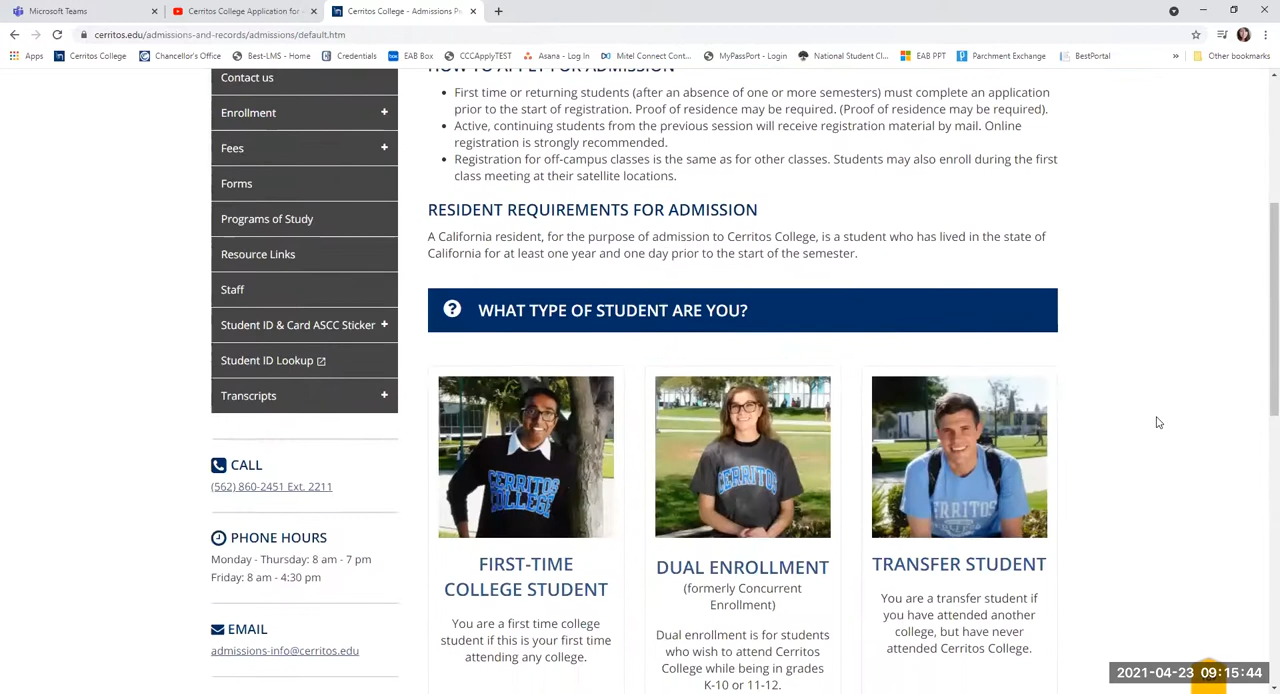 Microsoft Teams
Cerritos College Application for
Cerritos College - Admissions P
cerritos.edu/admissions-and-records/admissions/default.htm
Apps Cerritos College Chancellor's Office Best-LMS - Home Credentials EAB Box CCCApplyTEST Asana - Log In Mitel Connect Cont... MyPassPort - Login National Student Cl... EAB PPT Parchment Exchange BestPortal » Other bookmarks
Contact us
Enrollment +
Fees +
Forms
Programs of Study
Resource Links
Staff
Student ID & Card ASCC Sticker +
Student ID Lookup
Transcripts +
CALL
(562) 860-2451 Ext. 2211
PHONE HOURS
Monday - Thursday: 8 am - 7 pm
Friday: 8 am - 4:30 pm
EMAIL
admissions-info@cerritos.edu
HOW TO APPLY FOR ADMISSION
First time or returning students (after an absence of one or more semesters) must complete an application
prior to the start of registration. Proof of residence may be required. (Proof of residence may be required).
Active, continuing students from the previous session will receive registration material by mail. Online
registration is strongly recommended.
Registration for off-campus classes is the same as for other classes. Students may also enroll during the first
class meeting at their satellite locations.
RESIDENT REQUIREMENTS FOR ADMISSION
A California resident, for the purpose of admission to Cerritos College, is a student who has lived in the state of
California for at least one year and one day prior to the start of the semester.
WHAT TYPE OF STUDENT ARE YOU?
CERRITOS
COLLEGE
FIRST-TIME
COLLEGE STUDENT
You are a first time college
student if this is your first time
attending any college.
CERRITOS
DUAL ENROLLMENT
(formerly Concurrent
Enrollment)
Dual enrollment is for students
who wish to attend Cerritos
College while being in grades
K-10 or 11-12.
CERRITOS
TRANSFER STUDENT
You are a transfer student if
you have attended another
college, but have never
attended Cerritos College.
2021-04-23 09:15:44